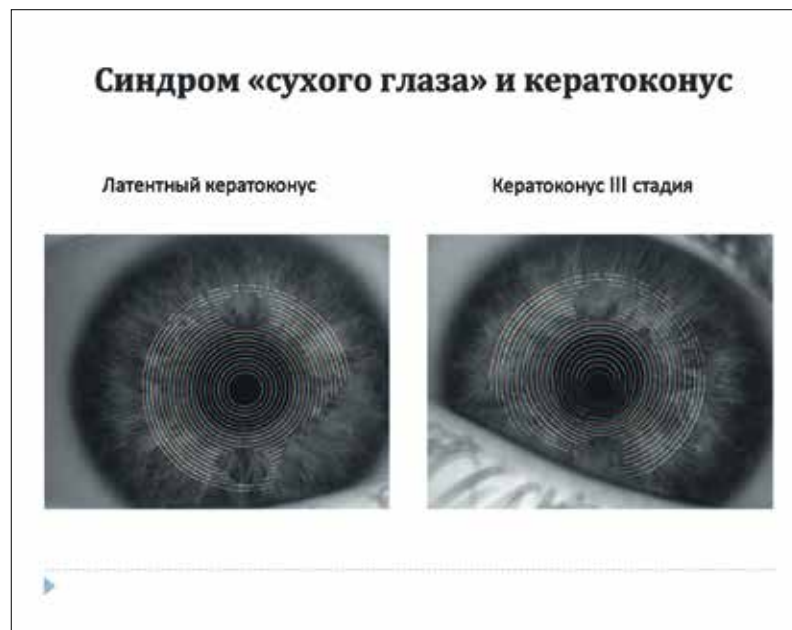 Синдром «сухого глаза» и кератоконус
Латентный кератоконус
Кератоконус III стадия